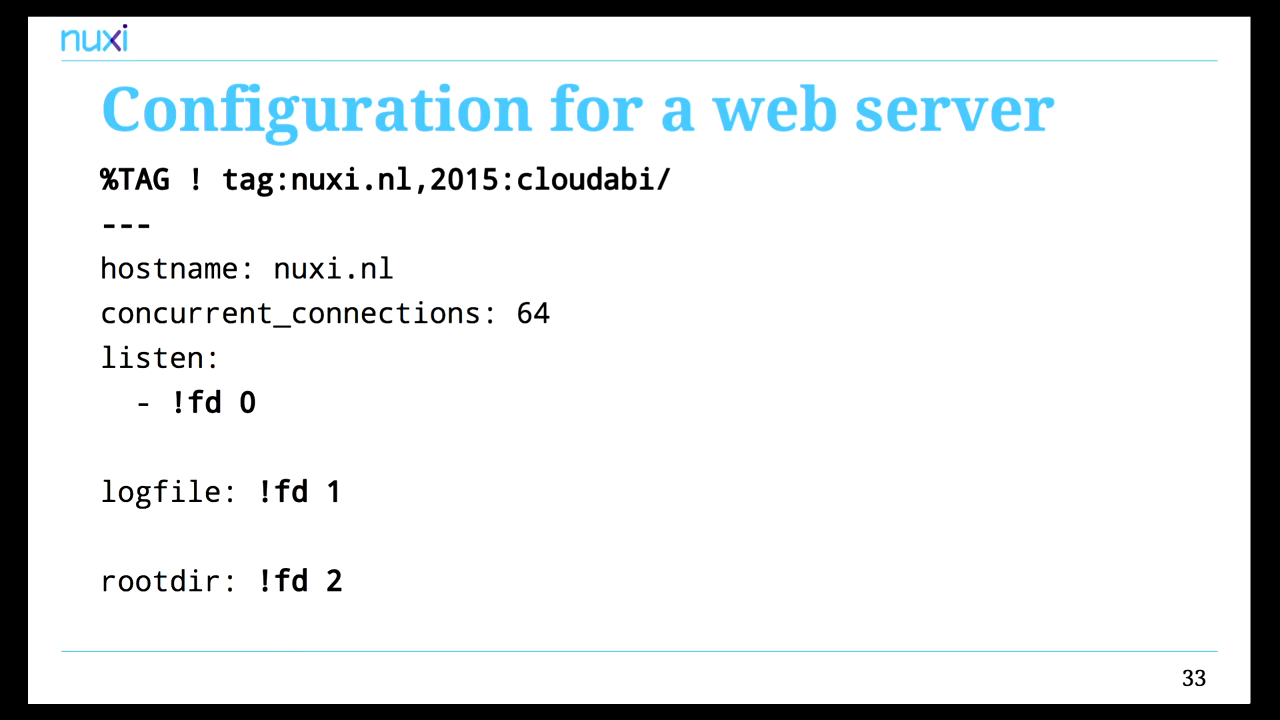 nuxi
Configuration for a web server
%TAG ! tag:nuxi.nl,2015:cloudabi/
---
hostname: nuxi.nl
concurrent_connections: 64
listen:
  - !fd 0
logfile: !fd 1
rootdir: !fd 2
33